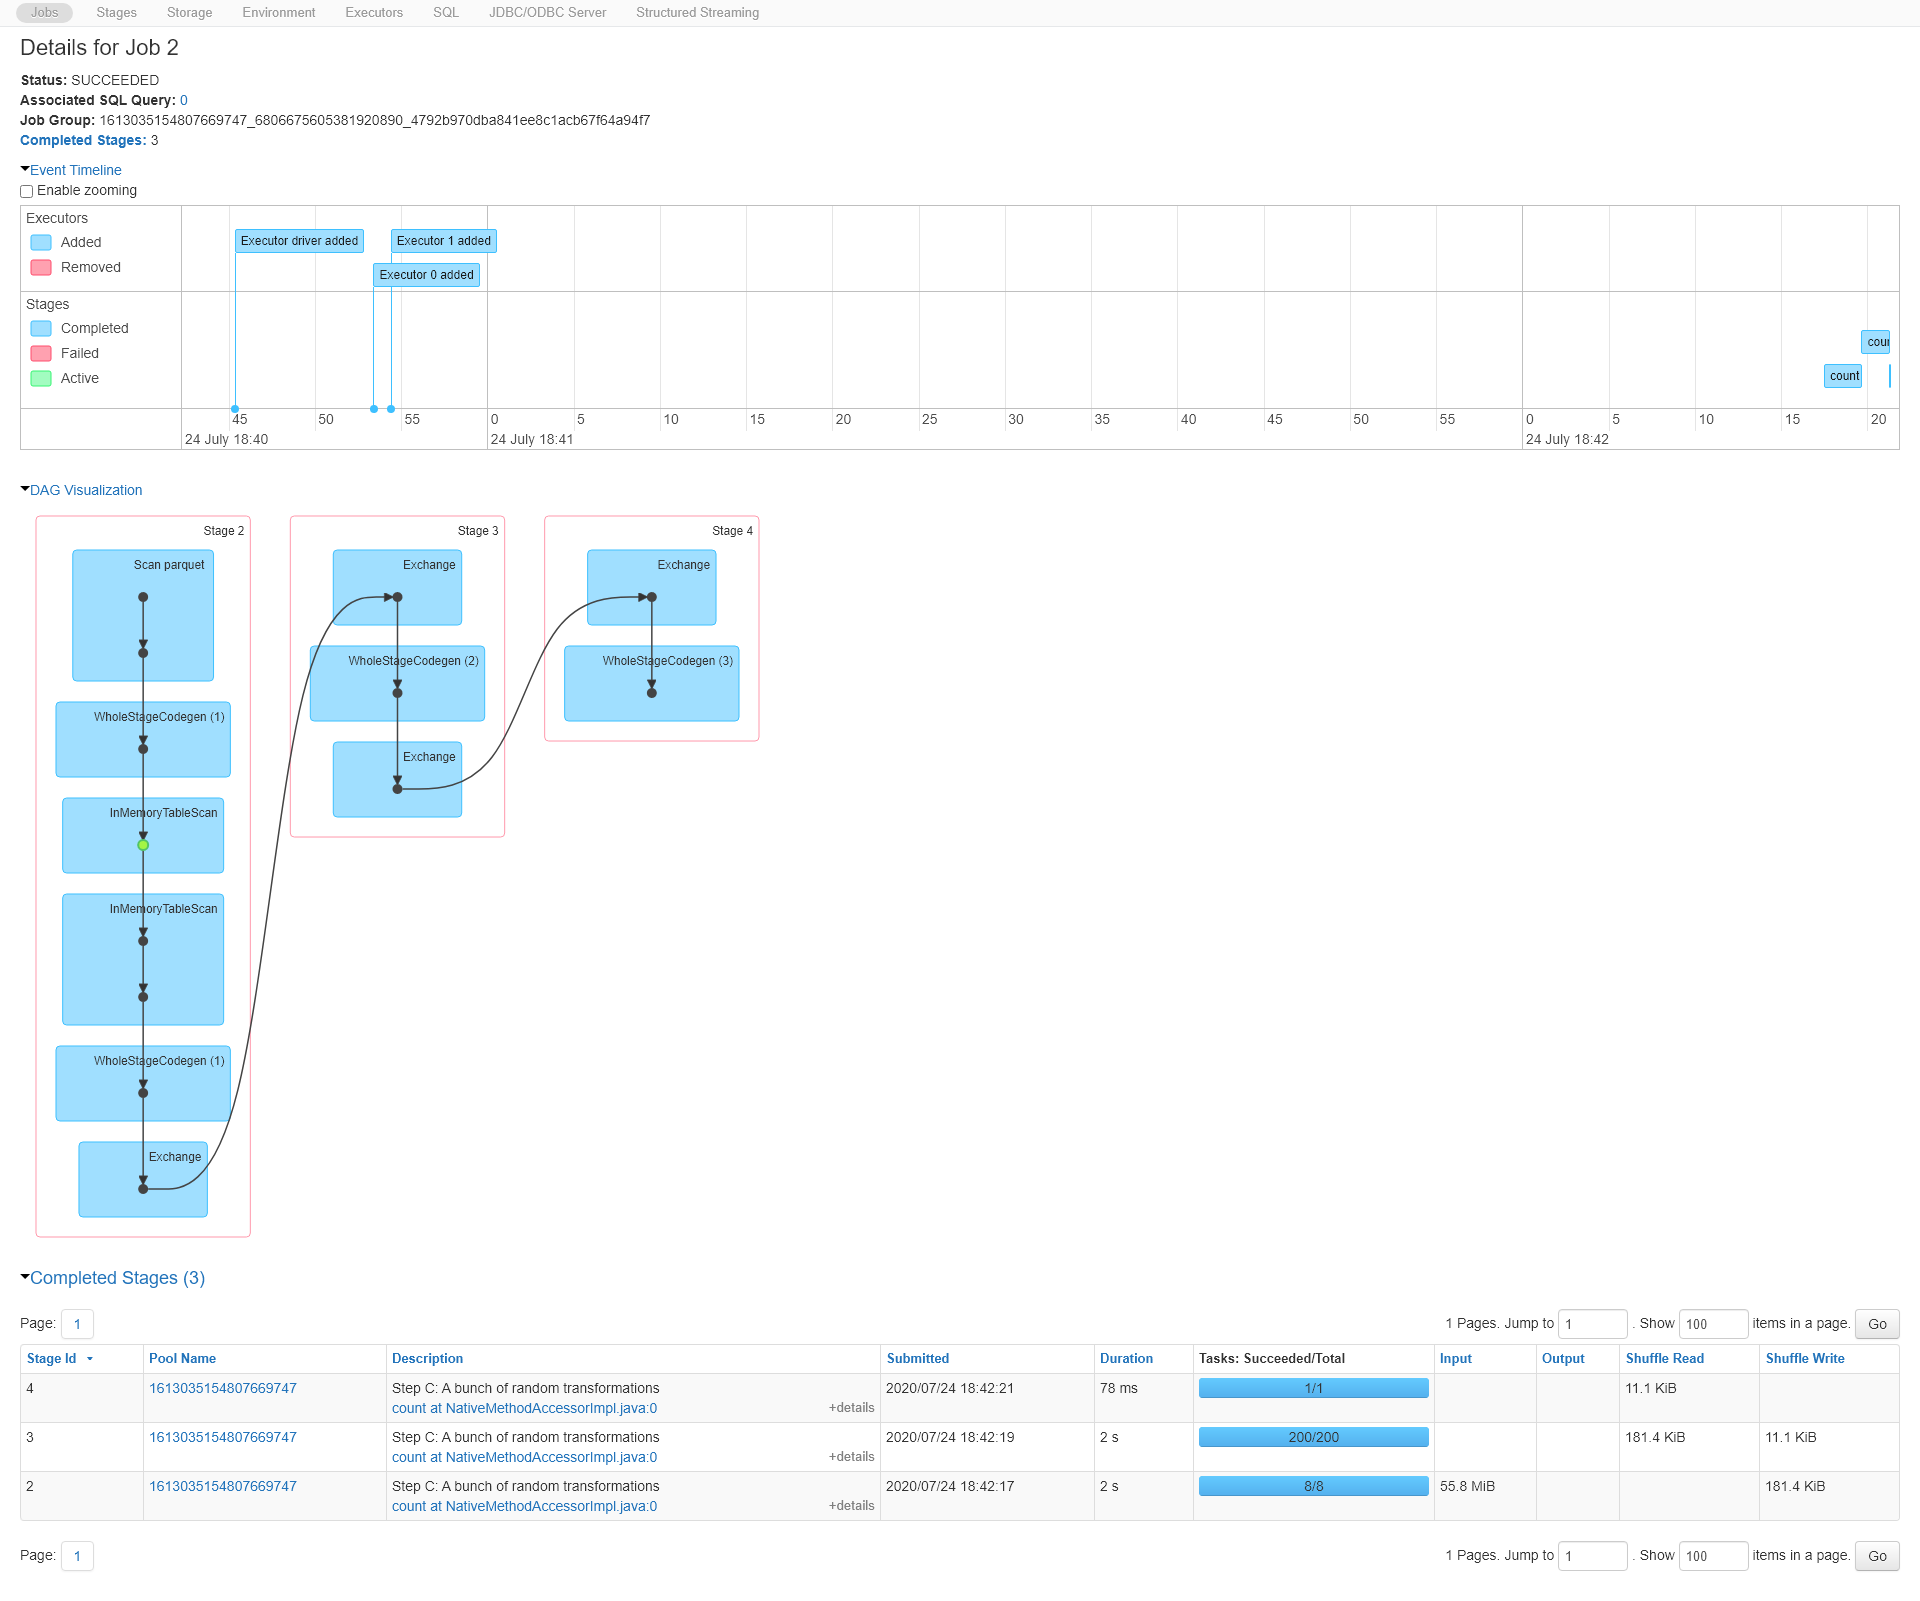 Jobs Stages Storage Environment Executors SQL JDBC/ODBC Server Structured Streaming
Details for Job 2
Status: SUCCEEDED
Associated SQL Query: 0
Job Group: 1613035154807669747_6806675605381920890_4792b970dba841ee8c1acb67f64a94f7
Completed Stages: 3
Event Timeline
Enable zooming
Executors
Added
Removed
Executor driver added
Executor 1 added
Executor 0 added
Stages
Completed
Failed
Active
coun
count
45 50 55 0 5 10 15 20 25 30 35 40 45 50 55 0 5 10 15 20
24 July 18:40 24 July 18:41 24 July 18:42
DAG Visualization
Stage 2
Scan parquet
WholeStageCodegen (1)
InMemoryTableScan
InMemoryTableScan
WholeStageCodegen (1)
Exchange
Stage 3
Exchange
WholeStageCodegen (2)
Exchange
Stage 4
Exchange
WholeStageCodegen (3)
Completed Stages (3)
Page: 1 1 Pages. Jump to 1 . Show 100 items in a page. Go
Stage Id Pool Name Description Submitted Duration Tasks: Succeeded/Total Input Output Shuffle Read Shuffle Write
4 1613035154807669747 Step C: A bunch of random transformations 2020/07/24 18:42:21 78 ms 1/1 11.1 KiB
count at NativeMethodAccessorImpl.java:0 +details
3 1613035154807669747 Step C: A bunch of random transformations 2020/07/24 18:42:19 2 s 200/200 181.4 KiB 11.1 KiB
count at NativeMethodAccessorImpl.java:0 +details
2 1613035154807669747 Step C: A bunch of random transformations 2020/07/24 18:42:17 2 s 8/8 55.8 MiB 181.4 KiB
count at NativeMethodAccessorImpl.java:0 +details
Page: 1 1 Pages. Jump to 1 . Show 100 items in a page. Go